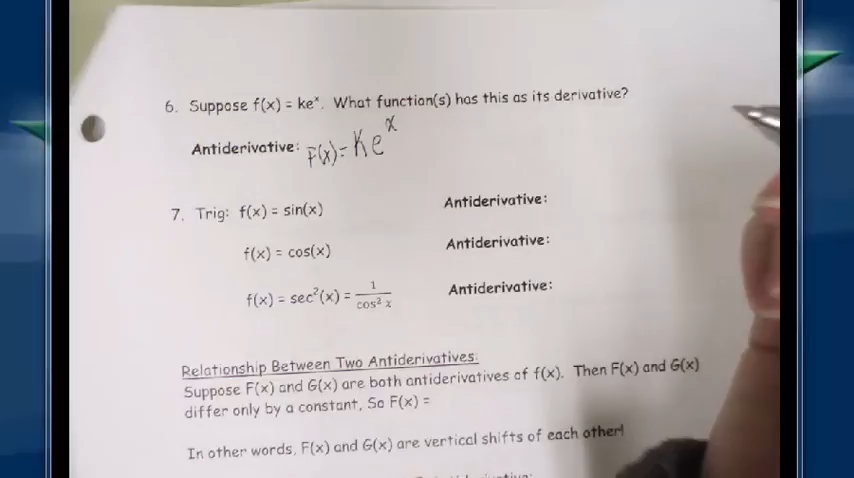 6. Suppose f(x) = keˣ. What function(s) has this as its derivative?
Antiderivative: F(x) = Keˣ
7. Trig: f(x) = sin(x) Antiderivative:
f(x) = cos(x) Antiderivative:
f(x) = sec²(x) = 1/cos² x Antiderivative:
Relationship Between Two Antiderivatives:
Suppose F(x) and G(x) are both antiderivatives of f(x). Then F(x) and G(x)
differ only by a constant, So F(x) =
In other words, F(x) and G(x) are vertical shifts of each other!